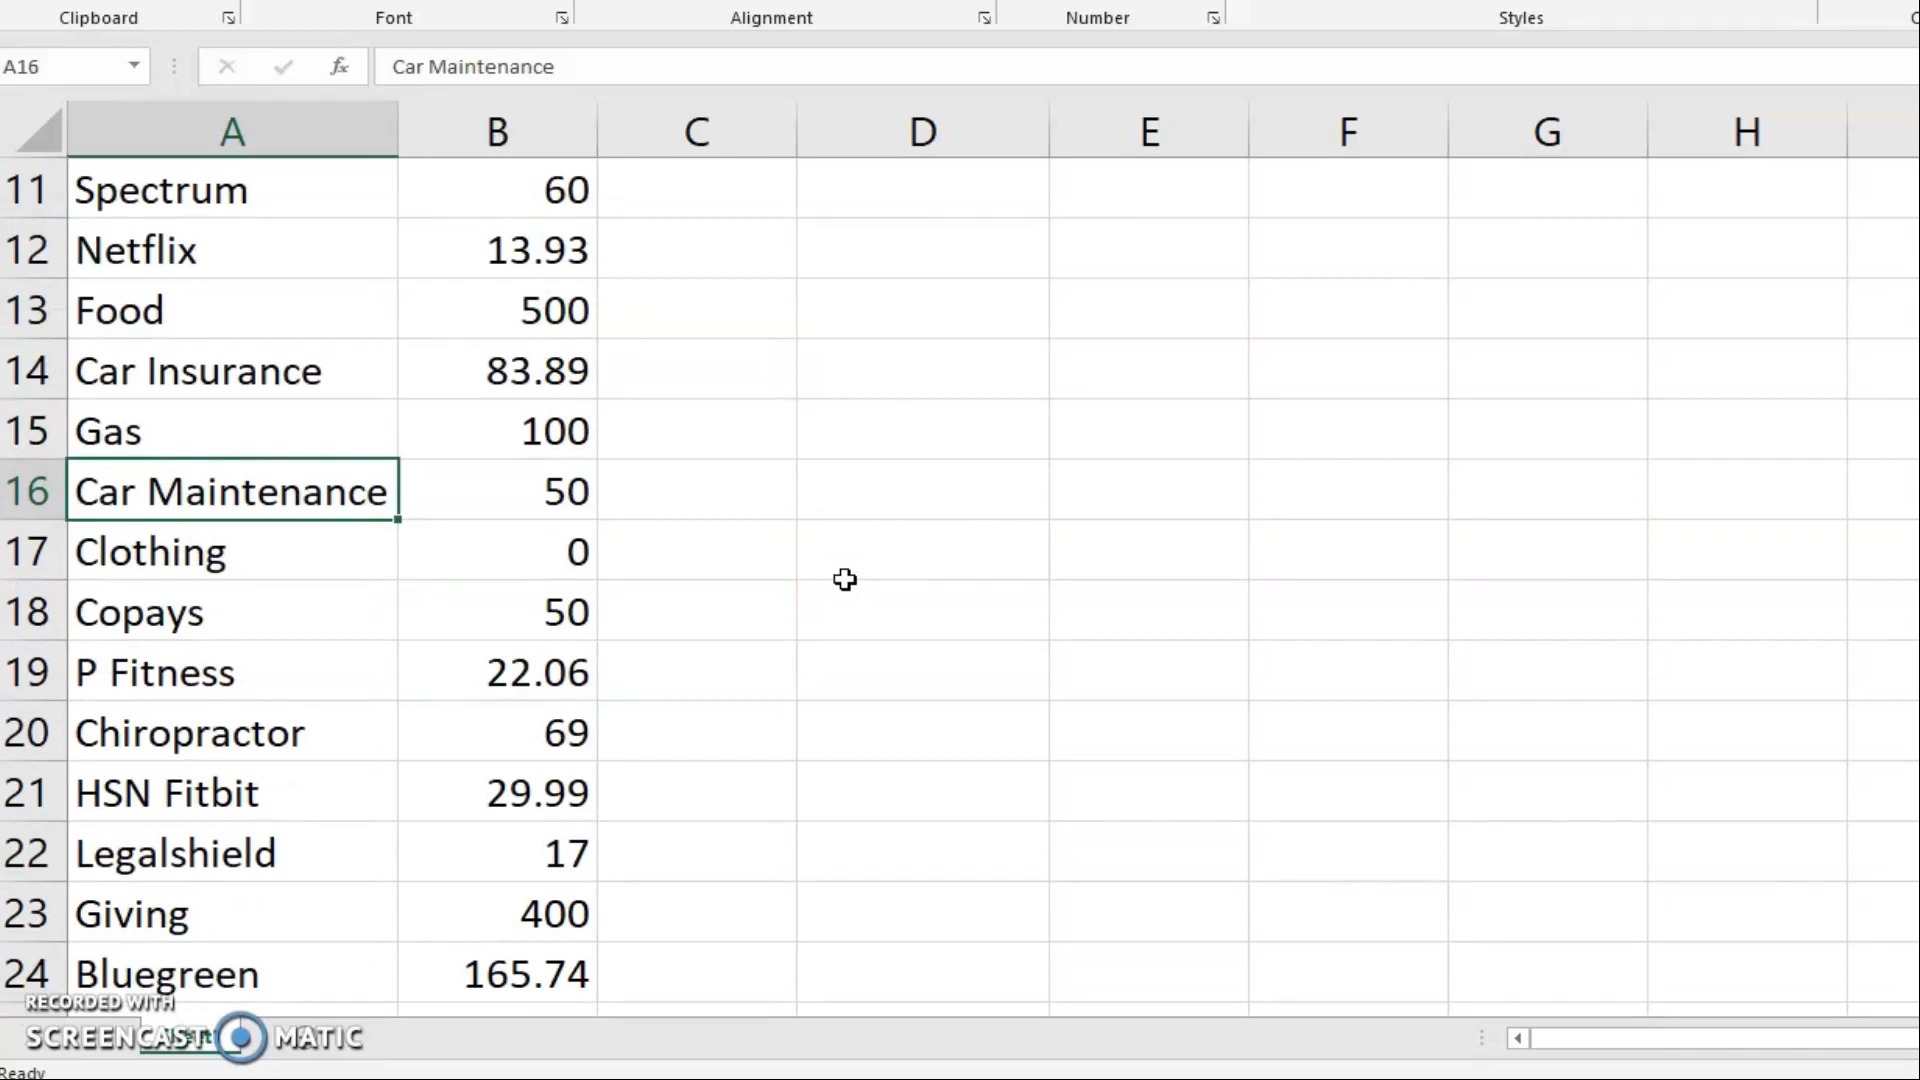 Clipboard Font Alignment Number Styles
A16 fx Car Maintenance
A B C D E F G H
11 Spectrum 60
12 Netflix 13.93
13 Food 500
14 Car Insurance 83.89
15 Gas 100
16 Car Maintenance 50
17 Clothing 0
18 Copays 50
19 P Fitness 22.06
20 Chiropractor 69
21 HSN Fitbit 29.99
22 Legalshield 17
23 Giving 400
24 Bluegreen 165.74
RECORDED WITH
SCREENCAST MATIC
Ready